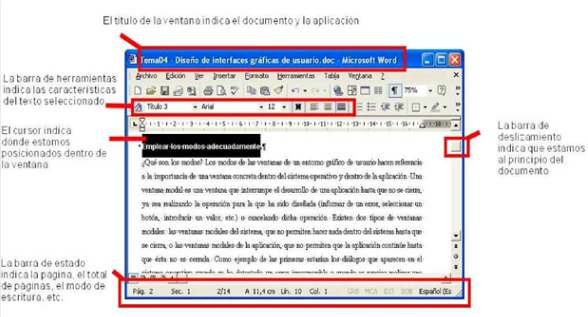 El título de la ventana indica el documento y la aplicación
Tema04 - Diseño de interfaces gráficas de usuario.doc - Microsoft Word
Archivo Edición Ver Insertar Formato Herramientas Tabla Ventana ?
75%
Título 3 Arial 12 N
La barra de herramientas
indica las características
del texto seleccionado
El cursor indica
donde estamos
posicionados dentro de
la ventana
La barra de
deslizamiento
indica que estamos
al principio del
documento
Emplear·los·modos·adecuadamente¶
¿Qué son los modos? Los modos de las ventanas de un entorno gráfico de usuario hacen referencia
a la importancia de una ventana concreta dentro del sistema operativo y dentro de la aplicación. Una
ventana modal es una ventana que interrumpe el desarrollo de una aplicación hasta que no se cierra,
ya sea realizando la operación para la que ha sido diseñada (informar de un error, seleccionar un
botón, introducir un valor, etc.) o cancelando dicha operación. Existen dos tipos de ventanas
modales: las ventanas modales del sistema, que no permiten hacer nada dentro del sistema hasta que
se cierra, o las ventanas modales de la aplicación, que no permiten que la aplicación continúe hasta
que ésta no es cerrada. Como ejemplo de las primeras estarían los diálogos que aparecen en el
La barra de estado
indica la página, el total
de páginas, el modo de
escritura, etc.
Pág. 2 Sec. 1 2/14 A 11,4 cm Lín. 10 Col. 1 GRB MCA EXT SOB Español (Es